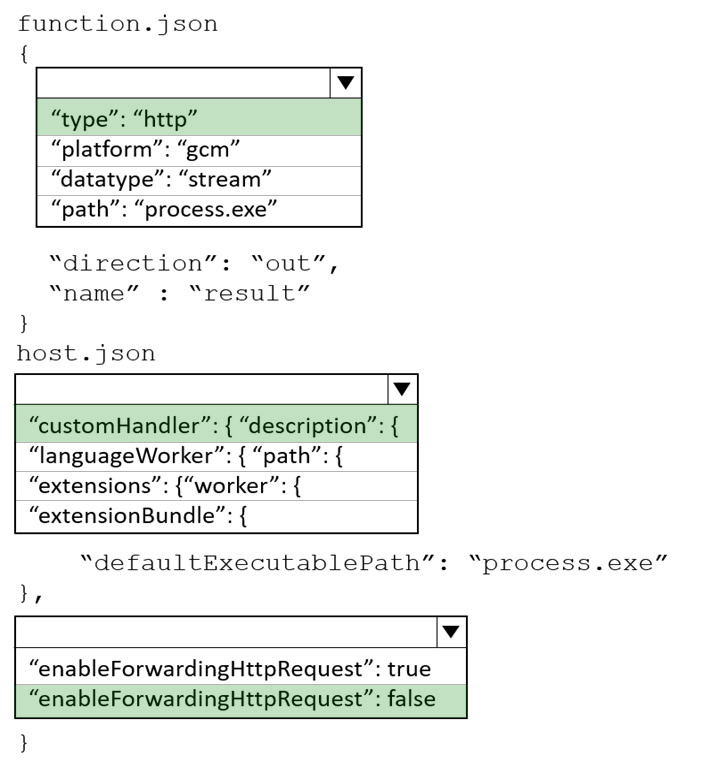 function.json
{
“type”: “http”
“platform”: “gcm”
“datatype”: “stream”
“path”: “process.exe”
“direction”: “out”,
“name” : “result”
}
host.json
“customHandler”: { “description”: {
“languageWorker”: { “path”: {
“extensions”: {“worker”: {
“extensionBundle”: {
“defaultExecutablePath”: “process.exe”
},
“enableForwardingHttpRequest”: true
“enableForwardingHttpRequest”: false
}